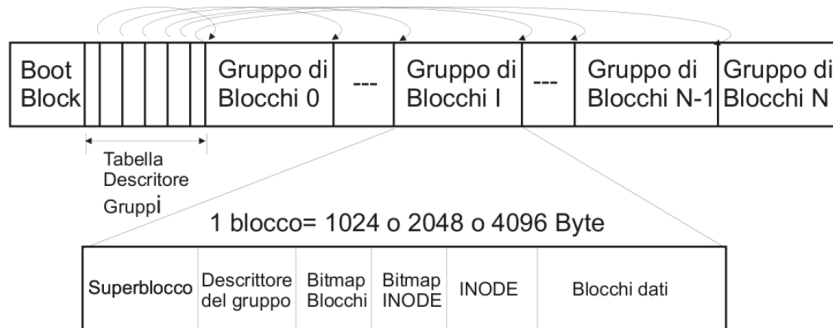 Boot
Block
Gruppo di
Blocchi 0
---
Gruppo di
Blocchi I
---
Gruppo di
Blocchi N-1
Gruppo di
Blocchi N
Tabella
Descritore
Gruppi
1 blocco= 1024 o 2048 o 4096 Byte
Superblocco
Descrittore
del gruppo
Bitmap
Blocchi
Bitmap
INODE
INODE
Blocchi dati